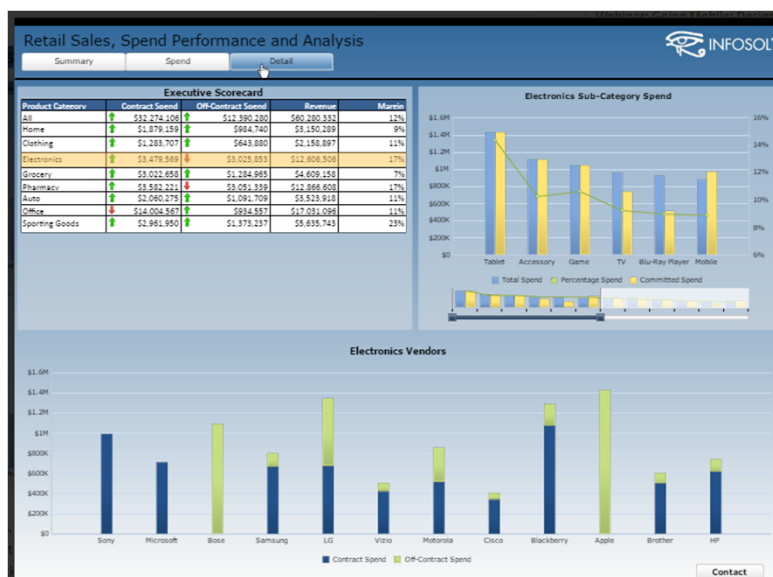 Retail Sales, Spend Performance and Analysis
INFOSOL
Summary Spend Detail
Executive Scorecard
Product Category Contract Spend Off-Contract Spend Revenue Margin
All $32,274,106 $12,390,280 $60,280,332 12%
Home $1,879,159 $984,740 $3,150,289 9%
Clothing $1,283,707 $643,880 $2,158,897 11%
Electronics $3,479,569 $3,025,853 $12,606,506 17%
Grocery $3,022,658 $1,284,965 $4,609,158 7%
Pharmacy $3,582,221 $3,051,339 $12,866,608 17%
Auto $2,060,275 $1,091,709 $3,523,918 11%
Office $14,004,567 $934,557 $17,031,096 11%
Sporting Goods $2,961,950 $1,373,237 $5,635,743 23%
Electronics Sub-Category Spend
$1.6M 16%
$1.4M
$1.2M 14%
$1M 12%
$800K
$600K 10%
$400K 8%
$200K
$0 6%
Tablet Accessory Game TV Blu-Ray Player Mobile
Total Spend Percentage Spend Committed Spend
Electronics Vendors
$1.6M
$1.4M
$1.2M
$1M
$800K
$600K
$400K
$200K
$0
Sony Microsoft Bose Samsung LG Vizio Motorola Cisco Blackberry Apple Brother HP
Contract Spend Off-Contract Spend
Contact